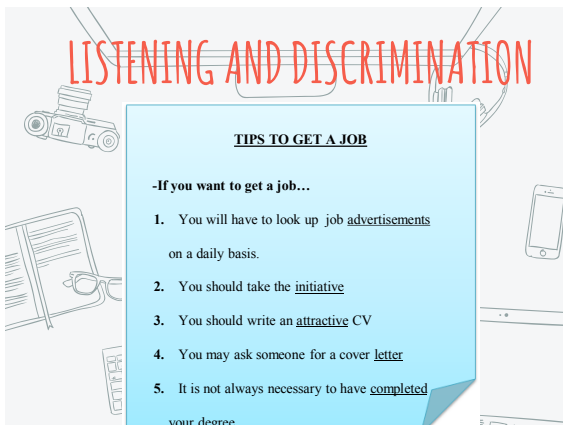 LISTENING AND DISCRIMINATION
TIPS TO GET A JOB
-If you want to get a job…
1. You will have to look up job advertisements
on a daily basis.
2. You should take the initiative
3. You should write an attractive CV
4. You may ask someone for a cover letter
5. It is not always necessary to have completed
your degree